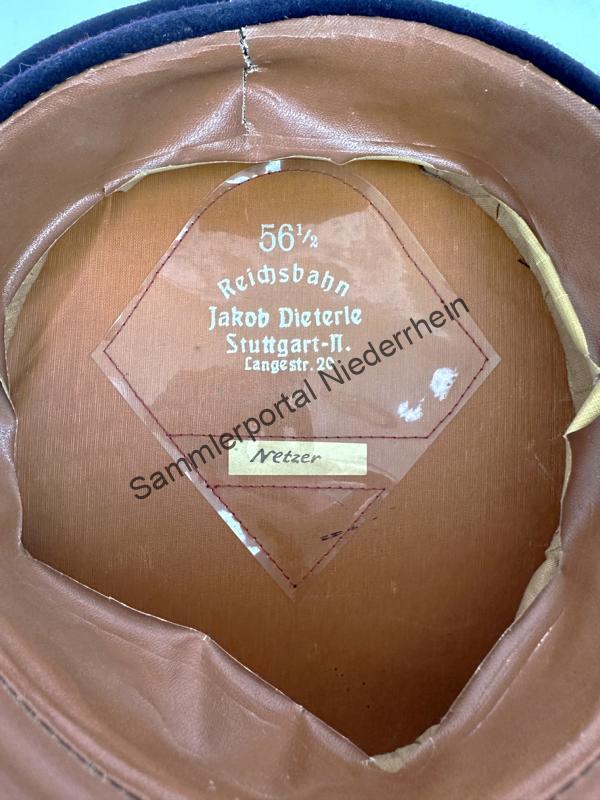 56½
Reichsbahn
Jakob Dieterle
Stuttgart-N.
Langestr. 20
Netzer
Sammlerportal Niederrhein